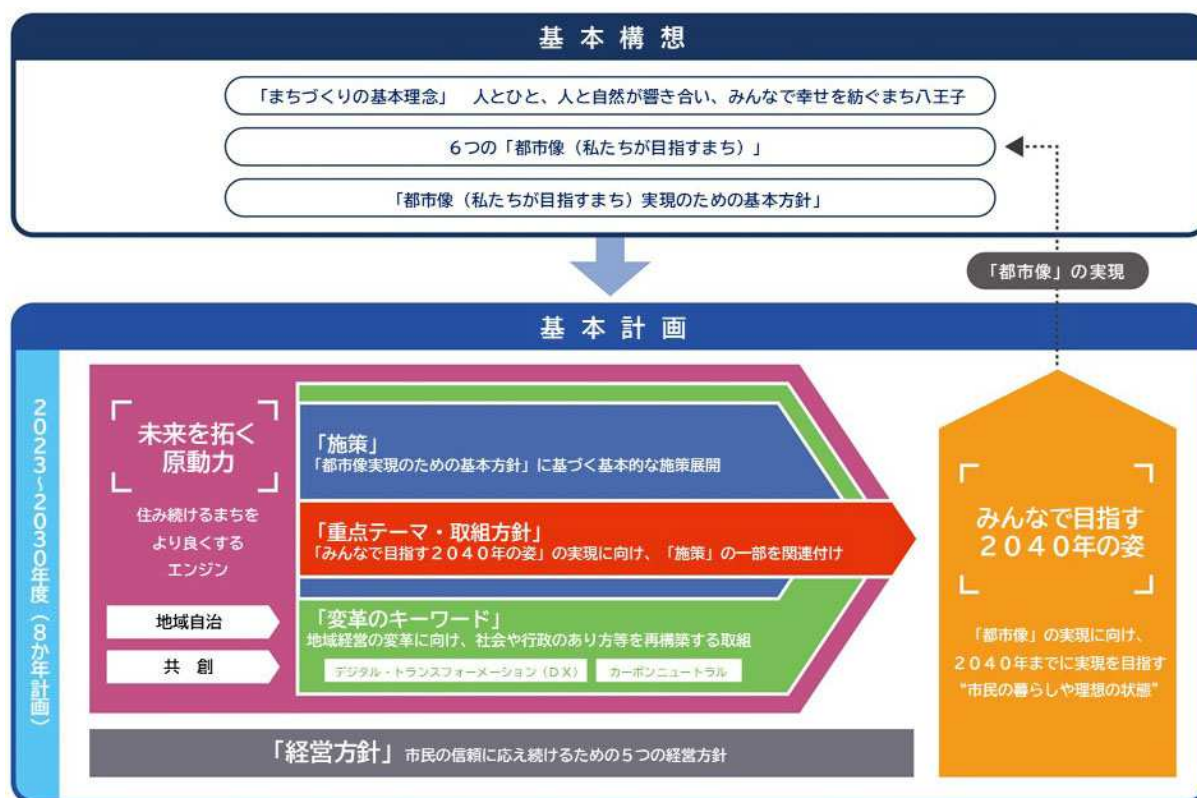 基本構想
「まちづくりの基本理念」　人とひと、人と自然が響き合い、みんなで幸せを紡ぐまち八王子
６つの「都市像（私たちが目指すまち）」
「都市像（私たちが目指すまち）実現のための基本方針」
「都市像」の実現
基本計画
２０２３～２０３０年度（８か年計画）
未来を拓く
原動力
住み続けるまちを
より良くする
エンジン
地域自治
共　創
「施策」
「都市像実現のための基本方針」に基づく基本的な施策展開
「重点テーマ・取組方針」
「みんなで目指す２０４０年の姿」の実現に向け、「施策」の一部を関連付け
「変革のキーワード」
地域経営の変革に向け、社会や行政のあり方等を再構築する取組
デジタル・トランスフォーメーション（ＤＸ）
カーボンニュートラル
「経営方針」市民の信頼に応え続けるための５つの経営方針
みんなで目指す
２０４０年の姿
「都市像」の実現に向け、
２０４０年までに実現を目指す
“市民の暮らしや理想の状態”